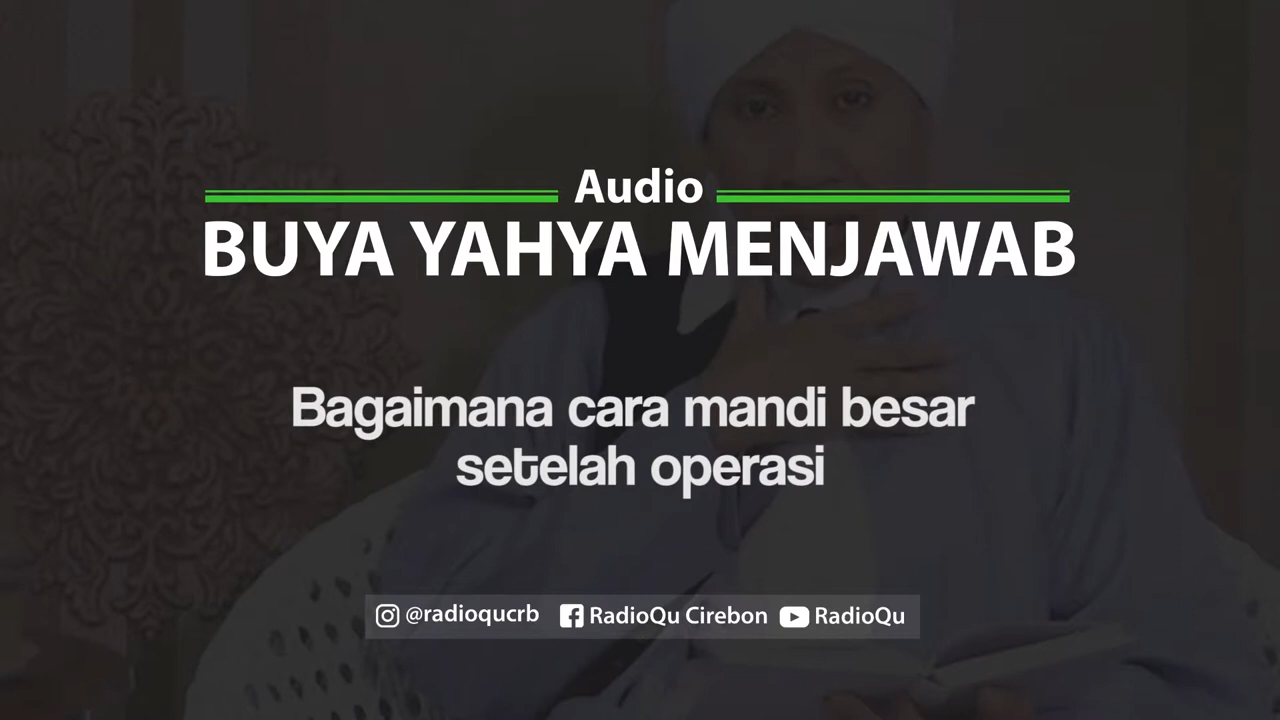 Audio
BUYA YAHYA MENJAWAB
Bagaimana cara mandi besar
setelah operasi
@radioqucrb RadioQu Cirebon RadioQu